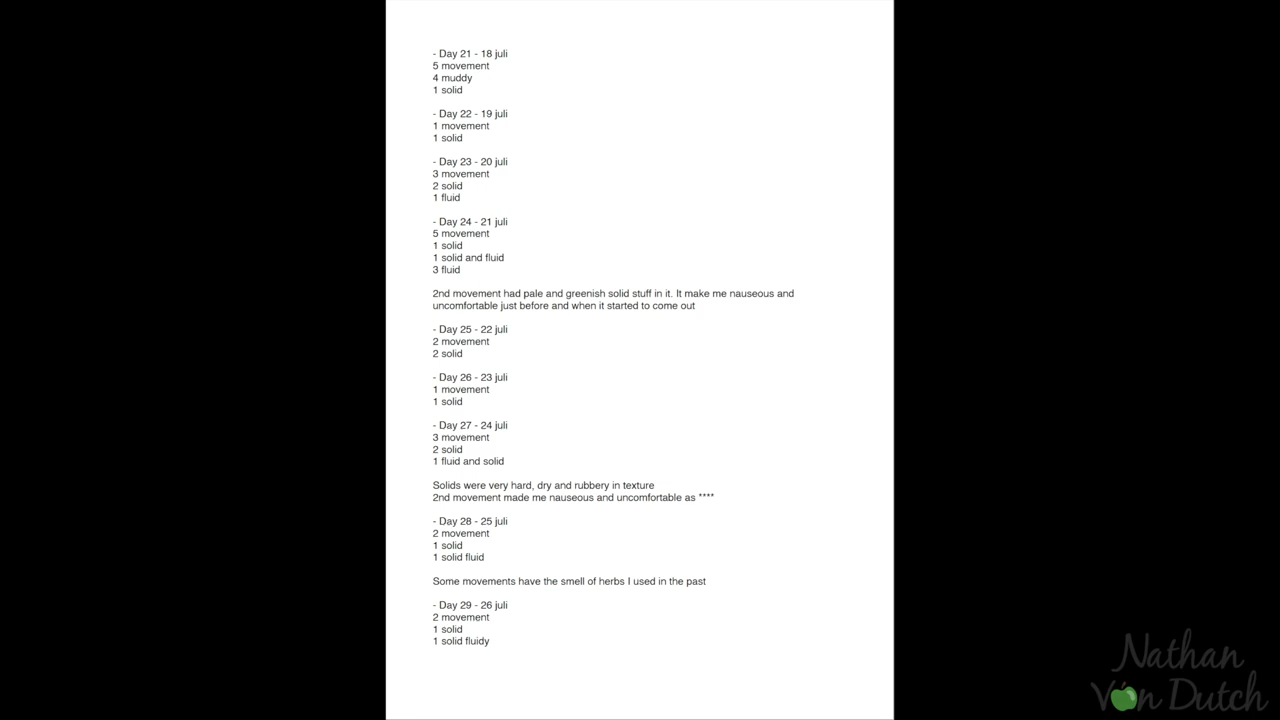 - Day 21 - 18 juli
5 movement
4 muddy
1 solid
- Day 22 - 19 juli
1 movement
1 solid
- Day 23 - 20 juli
3 movement
2 solid
1 fluid
- Day 24 - 21 juli
5 movement
1 solid
1 solid and fluid
3 fluid
2nd movement had pale and greenish solid stuff in it. It make me nauseous and
uncomfortable just before and when it started to come out
- Day 25 - 22 juli
2 movement
2 solid
- Day 26 - 23 juli
1 movement
1 solid
- Day 27 - 24 juli
3 movement
2 solid
1 fluid and solid
Solids were very hard, dry and rubbery in texture
2nd movement made me nauseous and uncomfortable as ****
- Day 28 - 25 juli
2 movement
1 solid
1 solid fluid
Some movements have the smell of herbs I used in the past
- Day 29 - 26 juli
2 movement
1 solid
1 solid fluidy
Nathan
Von Dutch